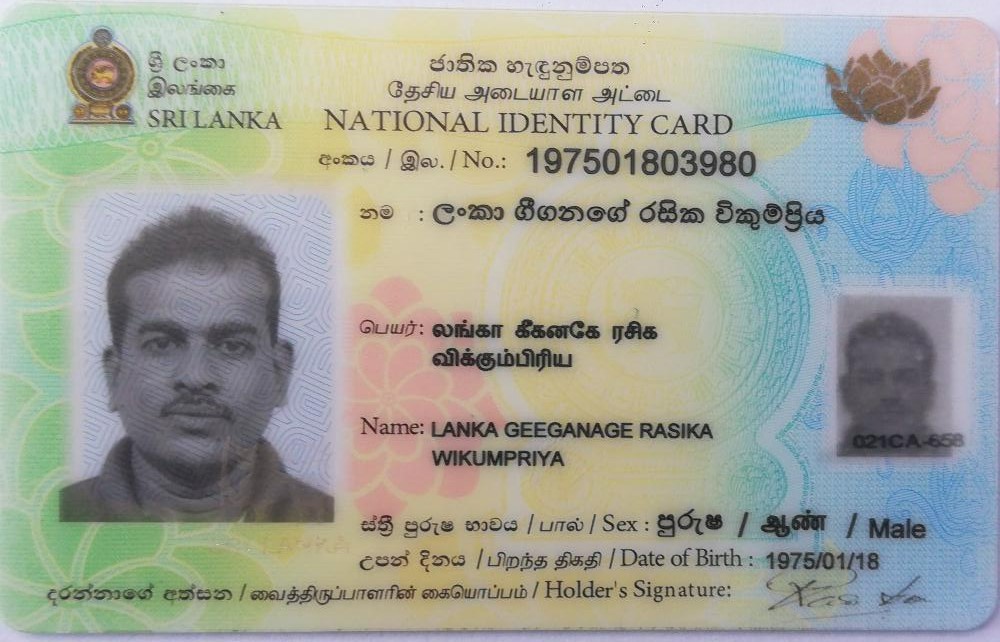 ශ්‍රී ලංකා
இலங்கை
SRI LANKA
ජාතික හැඳුනුම්පත
தேசிய அடையாள அட்டை
NATIONAL IDENTITY CARD
අංකය / இல. / No.: 197501803980
නම : ලංකා ගීගනගේ රසික විකුම්ප්‍රිය
பெயர்: லங்கா கீகனகே ரசிக
விக்கும்பிரிய
Name: LANKA GEEGANAGE RASIKA
WIKUMPRIYA
021CA-658
ස්ත්‍රී පුරුෂ භාවය / பால் / Sex : පුරුෂ / ஆண் / Male
උපන් දිනය / பிறந்த திகதி / Date of Birth : 1975/01/18
දරන්නාගේ අත්සන / வைத்திருப்பாளரின் கையொப்பம் / Holder's Signature: